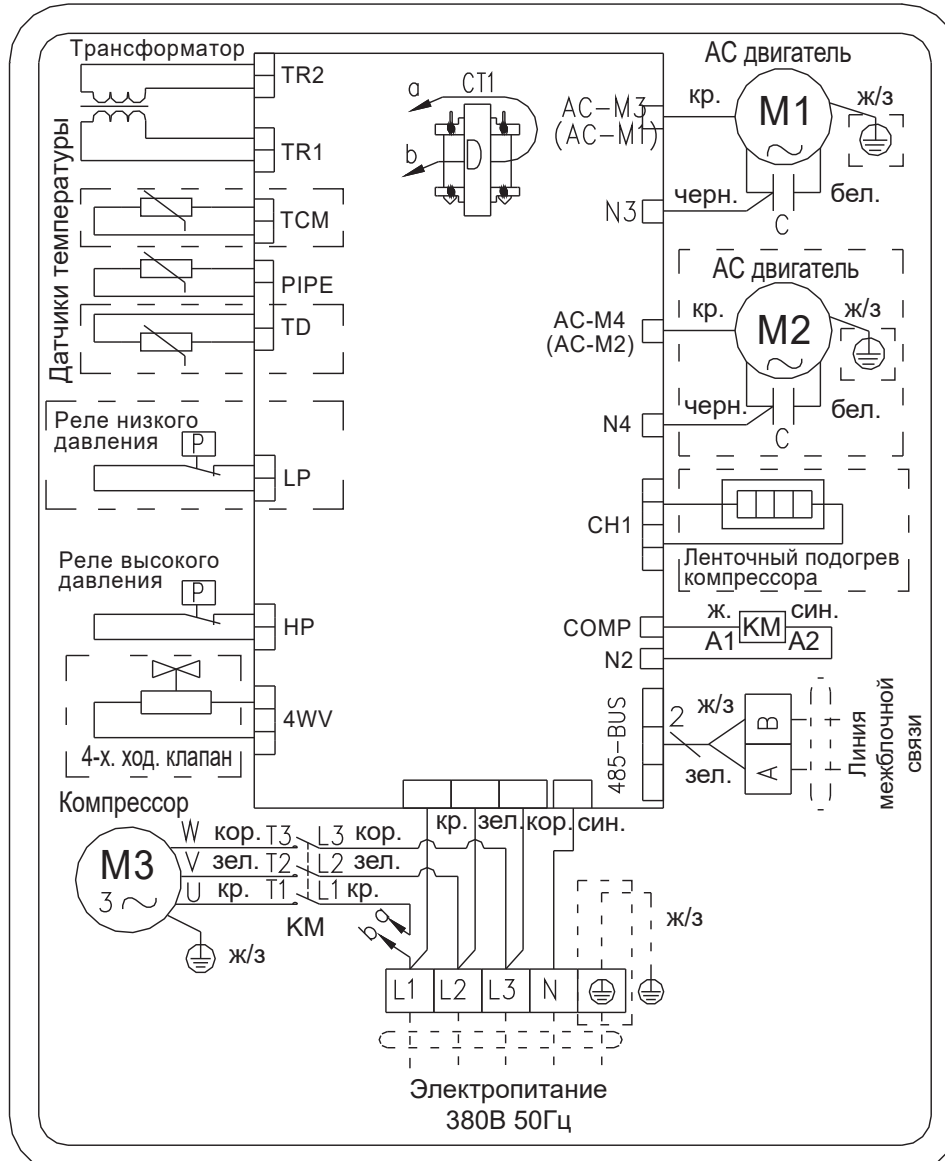 Трансформатор
TR2
TR1
Датчики температуры
TCM
PIPE
TD
Реле низкого
давления
P
LP
Реле высокого
давления
P
HP
4WV
4-х. ход. клапан
CT1
a
b
D
АС двигатель
AC-M3
(AC-M1)
кр.
M1
ж/з
N3
черн.
C
бел.
АС двигатель
AC-M4
(AC-M2)
кр.
M2
ж/з
N4
черн.
C
бел.
CH1
Ленточный подогрев
компрессора
COMP
ж.
KM
син.
A1
A2
N2
485-BUS
2
ж/з
зел.
B
A
Линия
межблочной
связи
Компрессор
M3
3
W кор. T3 L3 кор.
V зел. T2 L2 зел.
U кр. T1 L1 кр.
KM
ж/з
кр. зел. кор. син.
a
b
ж/з
L1 L2 L3 N
Электропитание
380В 50Гц